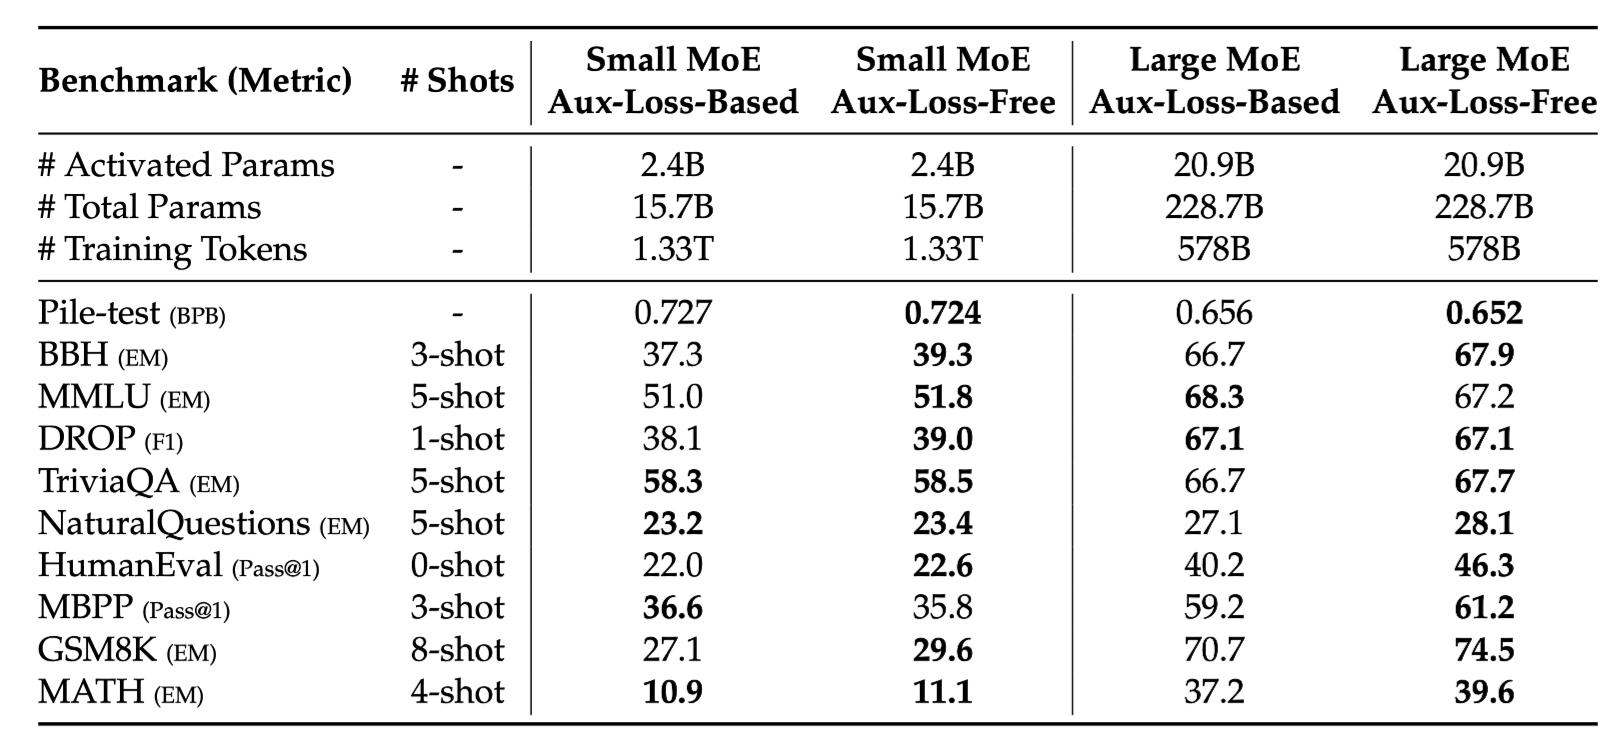 Benchmark (Metric) # Shots Small MoE Aux-Loss-Based Small MoE Aux-Loss-Free Large MoE Aux-Loss-Based Large MoE Aux-Loss-Free
# Activated Params - 2.4B 2.4B 20.9B 20.9B
# Total Params - 15.7B 15.7B 228.7B 228.7B
# Training Tokens - 1.33T 1.33T 578B 578B
Pile-test (BPB) - 0.727 0.724 0.656 0.652
BBH (EM) 3-shot 37.3 39.3 66.7 67.9
MMLU (EM) 5-shot 51.0 51.8 68.3 67.2
DROP (F1) 1-shot 38.1 39.0 67.1 67.1
TriviaQA (EM) 5-shot 58.3 58.5 66.7 67.7
NaturalQuestions (EM) 5-shot 23.2 23.4 27.1 28.1
HumanEval (Pass@1) 0-shot 22.0 22.6 40.2 46.3
MBPP (Pass@1) 3-shot 36.6 35.8 59.2 61.2
GSM8K (EM) 8-shot 27.1 29.6 70.7 74.5
MATH (EM) 4-shot 10.9 11.1 37.2 39.6